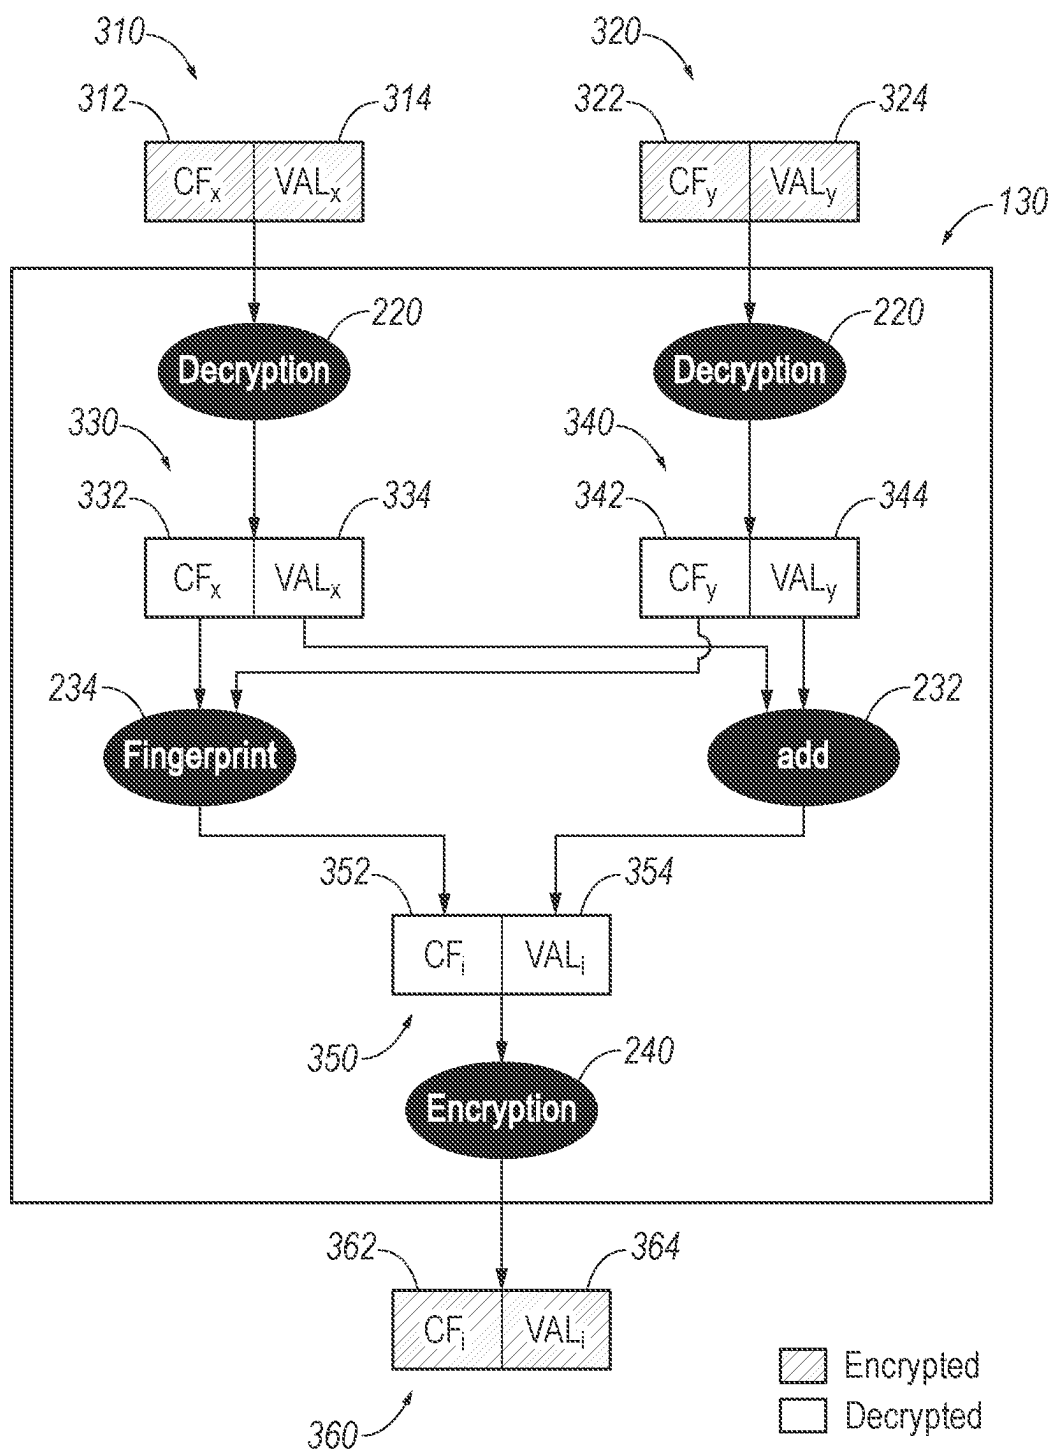 310 320
312 314 322 324
CFx VALx CFy VALy
130
220 220
Decryption Decryption
330 340
332 334 342 344
CFx VALx CFy VALy
234 232
Fingerprint add
352 354
CFi VALi
350 240
Encryption
362 364
CFi VALi
Encrypted
360 Decrypted